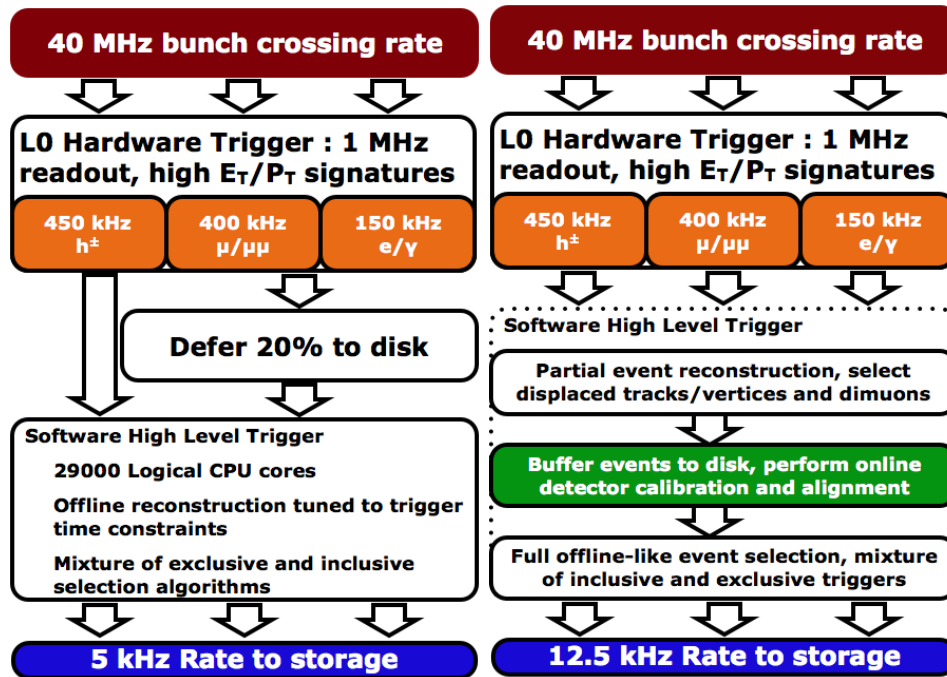 40 MHz bunch crossing rate
L0 Hardware Trigger : 1 MHz
readout, high E_T/P_T signatures
450 kHz
h±
400 kHz
μ/μμ
150 kHz
e/γ
Defer 20% to disk
Software High Level Trigger
29000 Logical CPU cores
Offline reconstruction tuned to trigger
time constraints
Mixture of exclusive and inclusive
selection algorithms
5 kHz Rate to storage
40 MHz bunch crossing rate
L0 Hardware Trigger : 1 MHz
readout, high E_T/P_T signatures
450 kHz
h±
400 kHz
μ/μμ
150 kHz
e/γ
Software High Level Trigger
Partial event reconstruction, select
displaced tracks/vertices and dimuons
Buffer events to disk, perform online
detector calibration and alignment
Full offline-like event selection, mixture
of inclusive and exclusive triggers
12.5 kHz Rate to storage